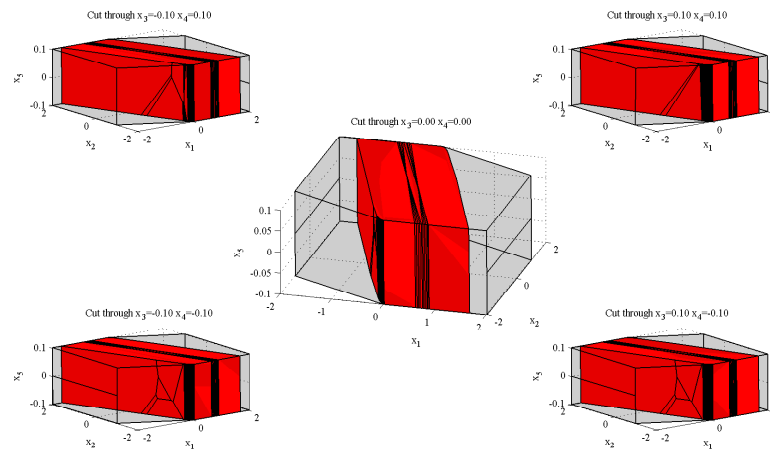 Cut through x3=-0.10 x4=0.10
0.1
0
-0.1
x5
2
0
-2
x2
-2
0
2
x1
Cut through x3=0.10 x4=0.10
0.1
0
-0.1
x5
2
0
-2
x2
-2
0
2
x1
Cut through x3=0.00 x4=0.00
0.1
0.05
0
-0.05
-0.1
x5
-2
-1
0
1
2
x1
-2
0
2
x2
Cut through x3=-0.10 x4=-0.10
0.1
0
-0.1
x5
2
0
-2
x2
-2
0
2
x1
Cut through x3=0.10 x4=-0.10
0.1
0
-0.1
x5
2
0
-2
x2
-2
0
2
x1